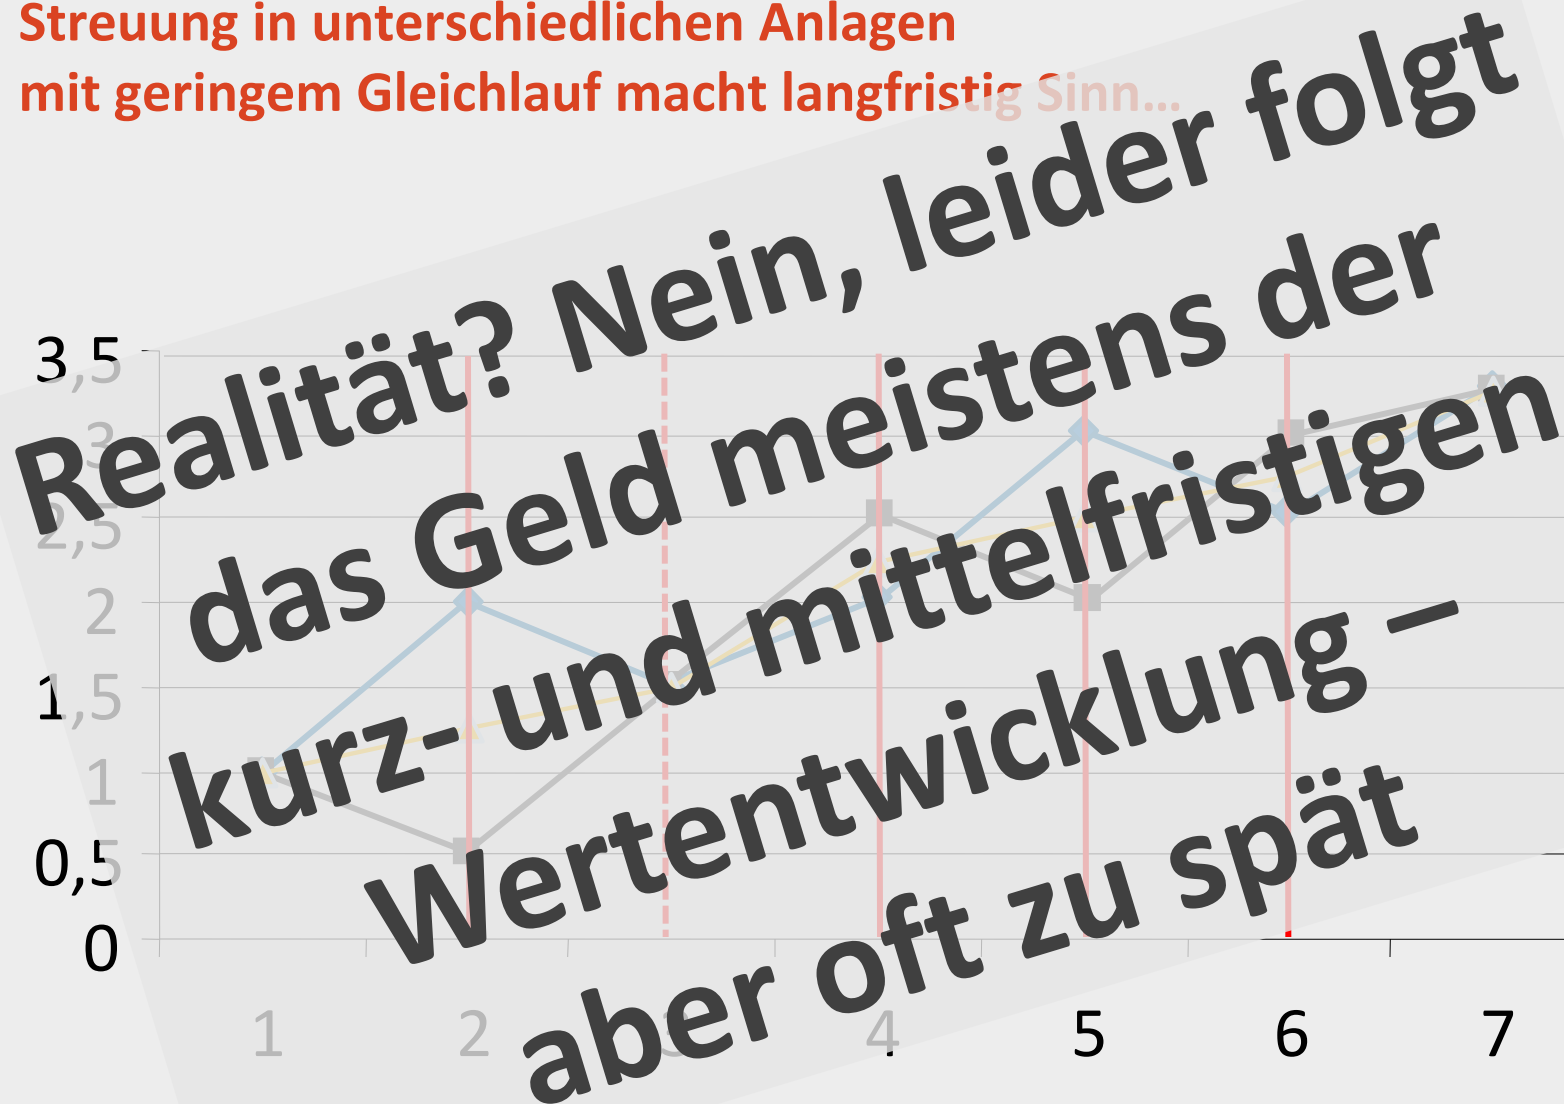 Streuung in unterschiedlichen Anlagen
mit geringem Gleichlauf macht langfristig Sinn...
Realität? Nein, leider folgt
das Geld meistens der
kurz- und mittelfristigen
Wertentwicklung –
aber oft zu spät
3,5
3
2,5
2
1,5
1
0,5
0
1 2 3 4 5 6 7